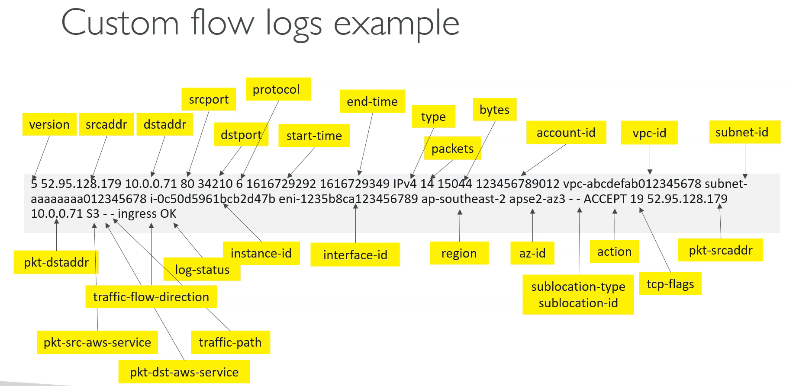 Custom flow logs example
protocol
srcport
end-time
bytes
version
srcaddr
dstaddr
type
dstport
start-time
account-id
vpc-id
subnet-id
packets
5 52.95.128.179 10.0.0.71 80 34210 6 1616729292 1616729349 IPv4 14 15044 123456789012 vpc-abcdefab012345678 subnet-
aaaaaaaa012345678 i-0c50d5961bcb2d47b eni-1235b8ca123456789 ap-southeast-2 apse2-az3 - - ACCEPT 19 52.95.128.179
10.0.0.71 S3 - - ingress OK
pkt-dstaddr
log-status
instance-id
interface-id
region
az-id
action
pkt-srcaddr
traffic-flow-direction
sublocation-type
sublocation-id
tcp-flags
pkt-src-aws-service
traffic-path
pkt-dst-aws-service